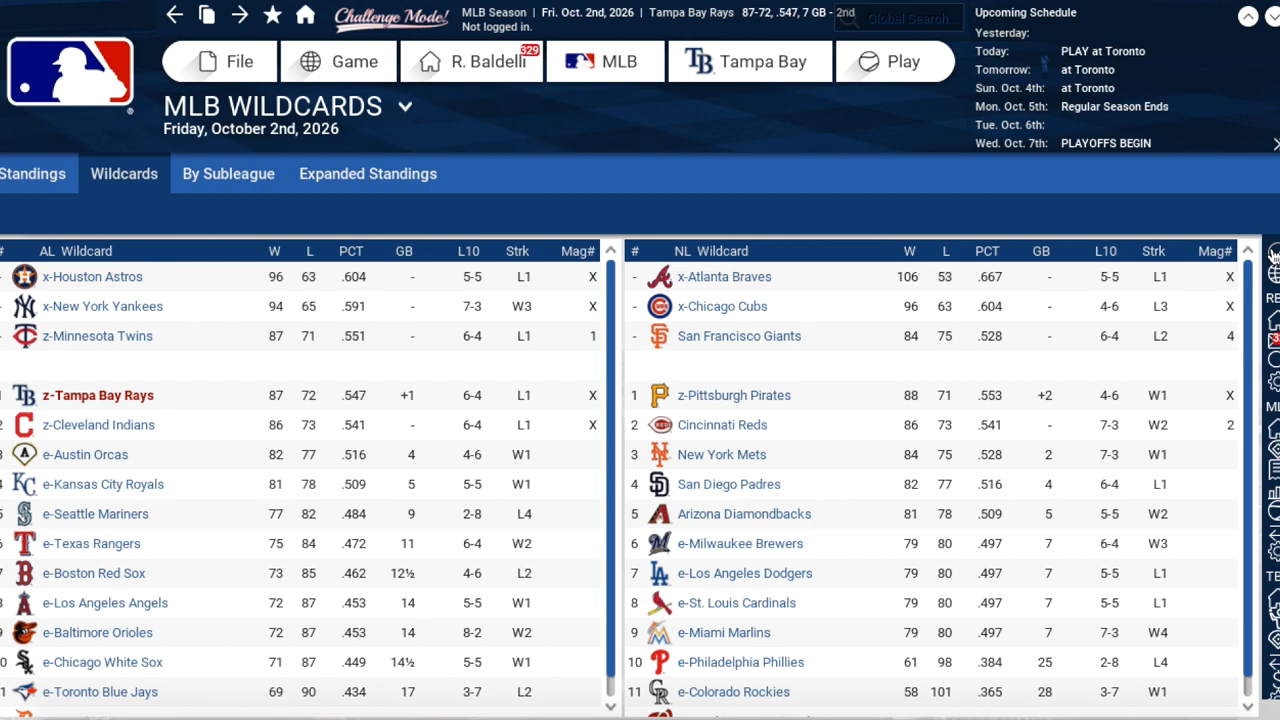 Challenge Mode!
MLB Season | Fri. Oct. 2nd, 2026 | Tampa Bay Rays 87-72, .547, 7 GB - 2nd
Not logged in.
Global Search...
Upcoming Schedule
Yesterday:
Today: PLAY at Toronto
Tomorrow: at Toronto
Sun. Oct. 4th: at Toronto
Mon. Oct. 5th: Regular Season Ends
Tue. Oct. 6th:
Wed. Oct. 7th: PLAYOFFS BEGIN
File Game R. Baldelli 329 MLB Tampa Bay Play
MLB WILDCARDS
Friday, October 2nd, 2026
Standings Wildcards By Subleague Expanded Standings
# AL Wildcard W L PCT GB L10 Strk Mag#
- x-Houston Astros 96 63 .604 - 5-5 L1 X
- x-New York Yankees 94 65 .591 - 7-3 W3 X
- z-Minnesota Twins 87 71 .551 - 6-4 L1 1
z-Tampa Bay Rays 87 72 .547 +1 6-4 L1 X
z-Cleveland Indians 86 73 .541 - 6-4 L1 X
e-Austin Orcas 82 77 .516 4 4-6 W1
e-Kansas City Royals 81 78 .509 5 5-5 W1
e-Seattle Mariners 77 82 .484 9 2-8 L4
e-Texas Rangers 75 84 .472 11 6-4 W2
e-Boston Red Sox 73 85 .462 12½ 4-6 L2
e-Los Angeles Angels 72 87 .453 14 5-5 W1
e-Baltimore Orioles 72 87 .453 14 8-2 W2
e-Chicago White Sox 71 87 .449 14½ 5-5 W1
e-Toronto Blue Jays 69 90 .434 17 3-7 L2
# NL Wildcard W L PCT GB L10 Strk Mag#
- x-Atlanta Braves 106 53 .667 - 5-5 L1 X
- x-Chicago Cubs 96 63 .604 - 4-6 L3 X
- San Francisco Giants 84 75 .528 - 6-4 L2 4
1 z-Pittsburgh Pirates 88 71 .553 +2 4-6 W1 X
2 Cincinnati Reds 86 73 .541 - 7-3 W2 2
3 New York Mets 84 75 .528 2 7-3 W1
4 San Diego Padres 82 77 .516 4 6-4 L1
5 Arizona Diamondbacks 81 78 .509 5 5-5 W2
6 e-Milwaukee Brewers 79 80 .497 7 6-4 W3
7 e-Los Angeles Dodgers 79 80 .497 7 5-5 L1
8 e-St. Louis Cardinals 79 80 .497 7 5-5 L1
9 e-Miami Marlins 79 80 .497 7 7-3 W4
10 e-Philadelphia Phillies 61 98 .384 25 2-8 L4
11 e-Colorado Rockies 58 101 .365 28 3-7 W1